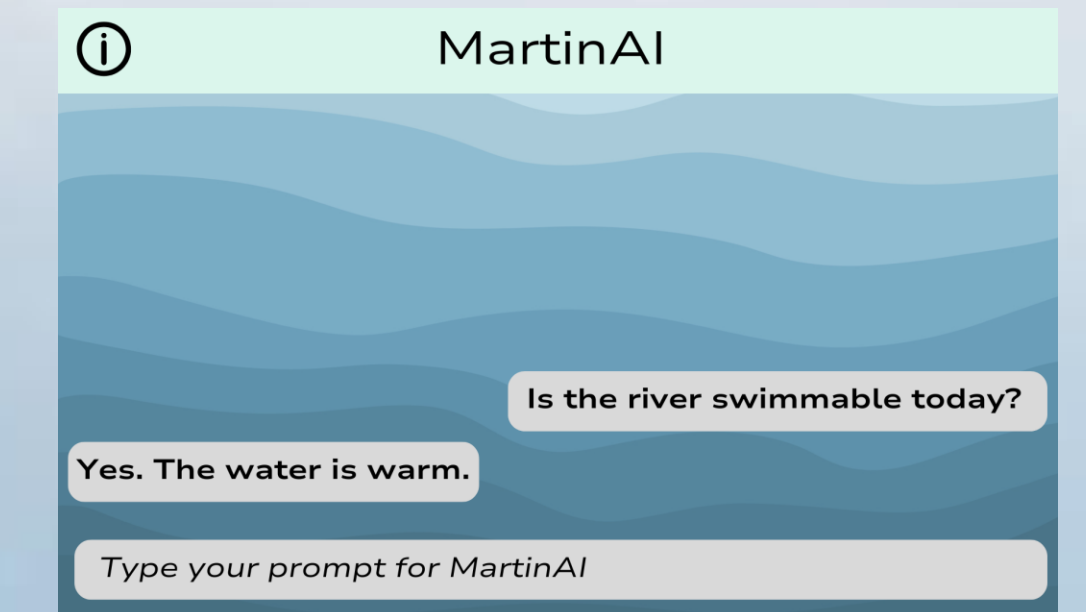 MartinAI
Is the river swimmable today?
Yes. The water is warm.
Type your prompt for MartinAI